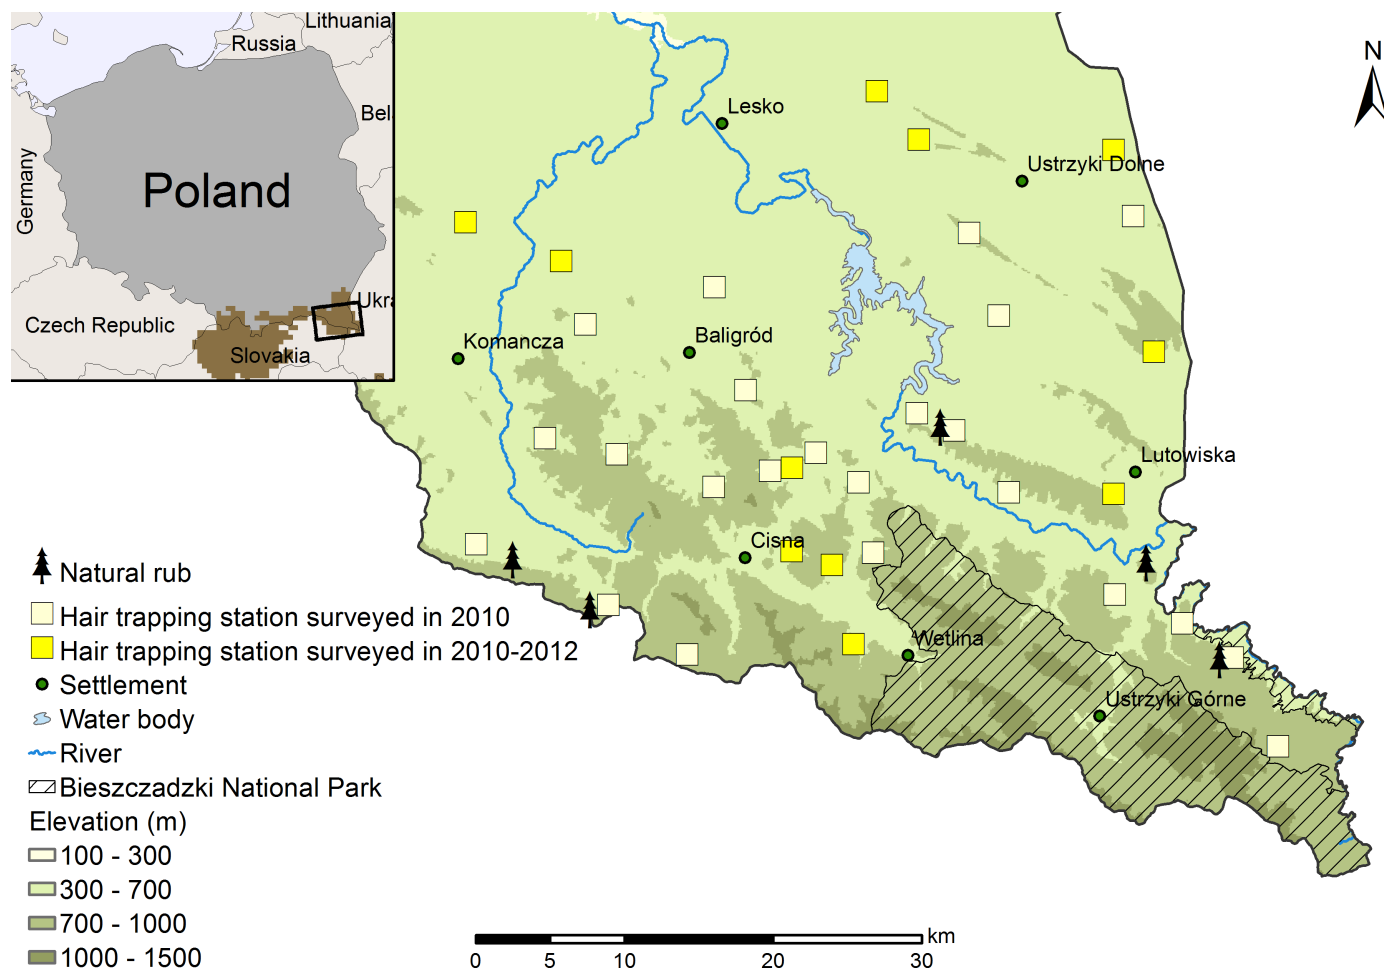 Lithuania
Russia
Bel
Germany
Poland
Ukra
Czech Republic
Slovakia
N
Lesko
Ustrzyki Dolne
Komancza
Baligród
Lutowiska
Cisna
Wetlina
Ustrzyki Górne
Natural rub
Hair trapping station surveyed in 2010
Hair trapping station surveyed in 2010-2012
Settlement
Water body
River
Bieszczadzki National Park
Elevation (m)
100 - 300
300 - 700
700 - 1000
1000 - 1500
km
0 5 10 20 30